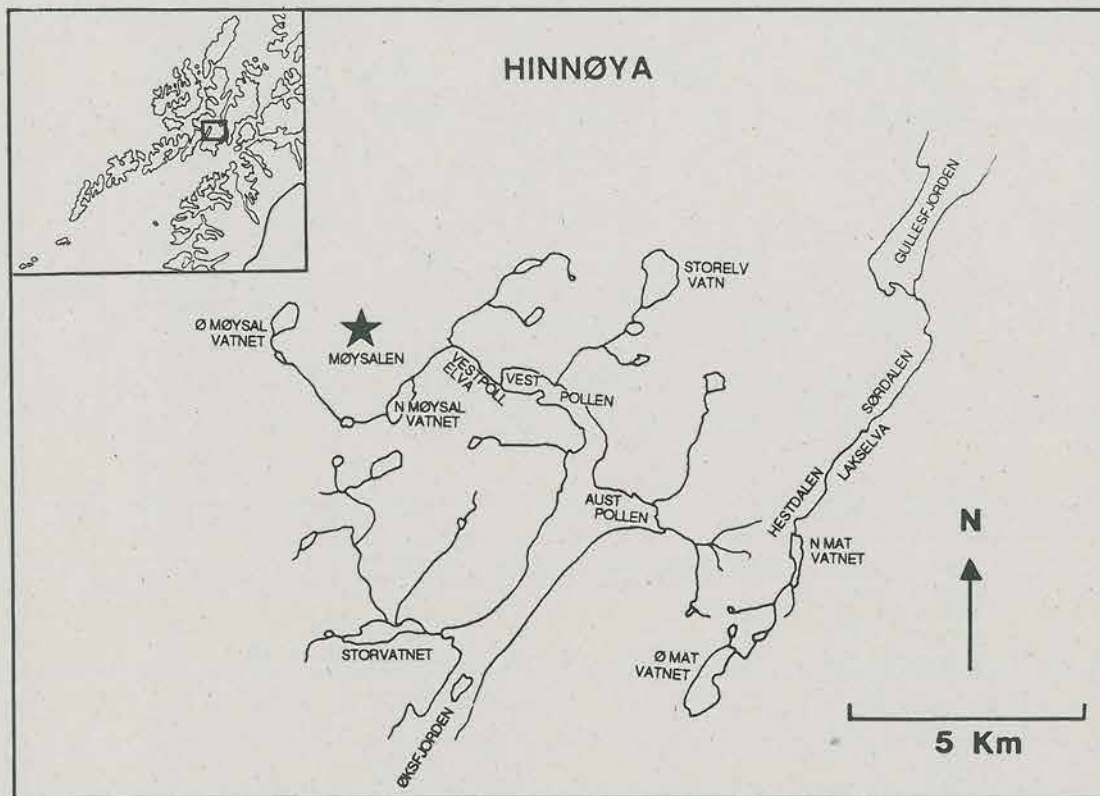 HINNØYA
GULLESFJORDEN
STORELV
VATN
Ø MØYSAL
VATNET
MØYSALEN
VESTPOLL
ELVA
VEST
POLLEN
N MØYSAL
VATNET
SØRDALEN
LAKSELVA
HESTDALEN
AUST
POLLEN
N
N MAT
VATNET
STORVATNET
Ø MAT
VATNET
ØKSFJORDEN
5 Km